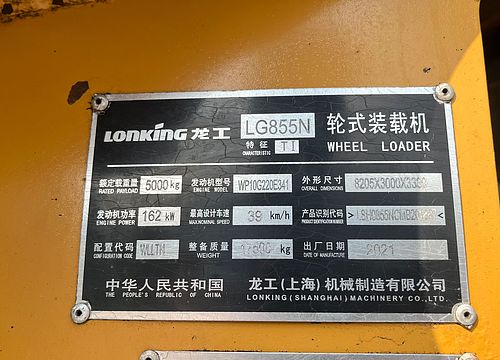 LONKING 龙工 LG855N 轮式装载机
特征 CHARACTERISTIC TI WHEEL LOADER
额定载重量 RATED PAYLOAD 5000 kg 发动机型号 ENGINE MODEL WP10G220E341 外形尺寸 OVERALL DIMENSIONS
发动机功率 ENGINE POWER 162 kW 最高设计车速 MAX.NOMINAL SPEED 39 km/h 产品识别代码 PRODUCT IDENTIFICATION NUMBER
配置代码 CONFIGURATION CODE 整备质量 WEIGHT kg 出厂日期 DATE OF MANUFACTURE 2021
中华人民共和国 龙工(上海)机械制造有限公司
THE PEOPLE'S REPUBLIC OF CHINA LONKING(SHANGHAI)MACHINERY CO.,LTD.